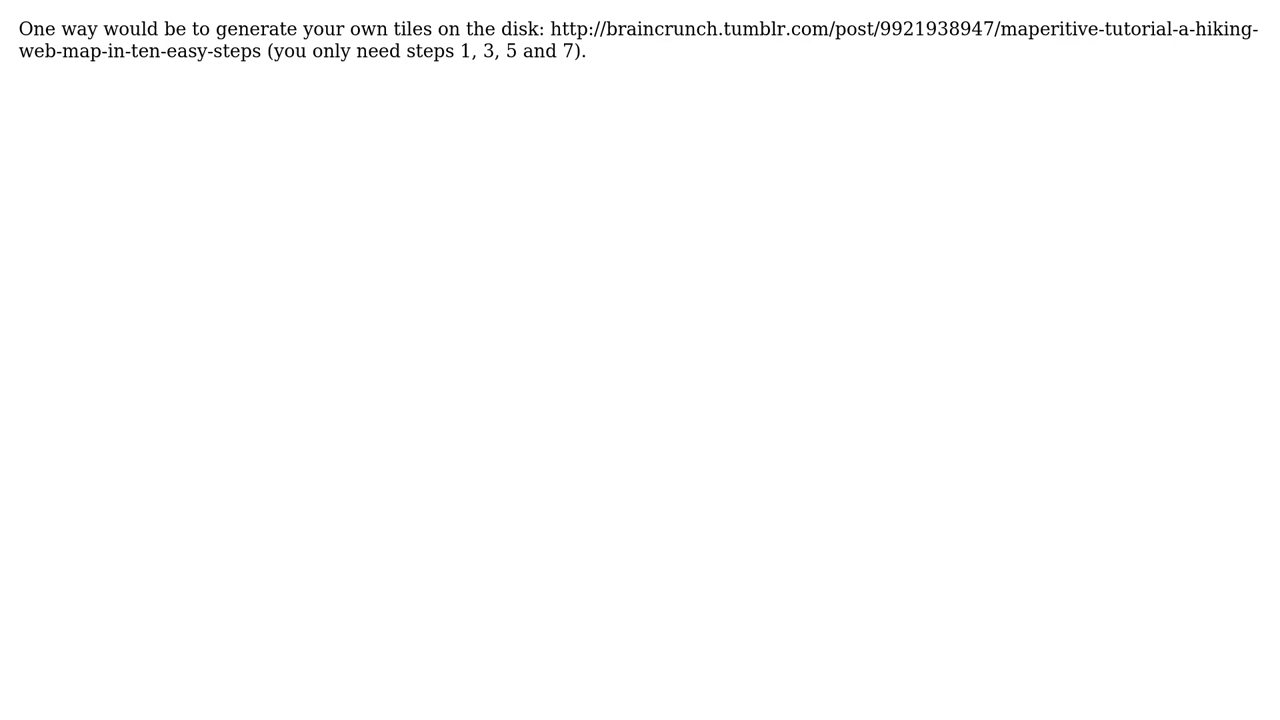 One way would be to generate your own tiles on the disk: http://braincrunch.tumblr.com/post/9921938947/maperitive-tutorial-a-hiking-
web-map-in-ten-easy-steps (you only need steps 1, 3, 5 and 7).